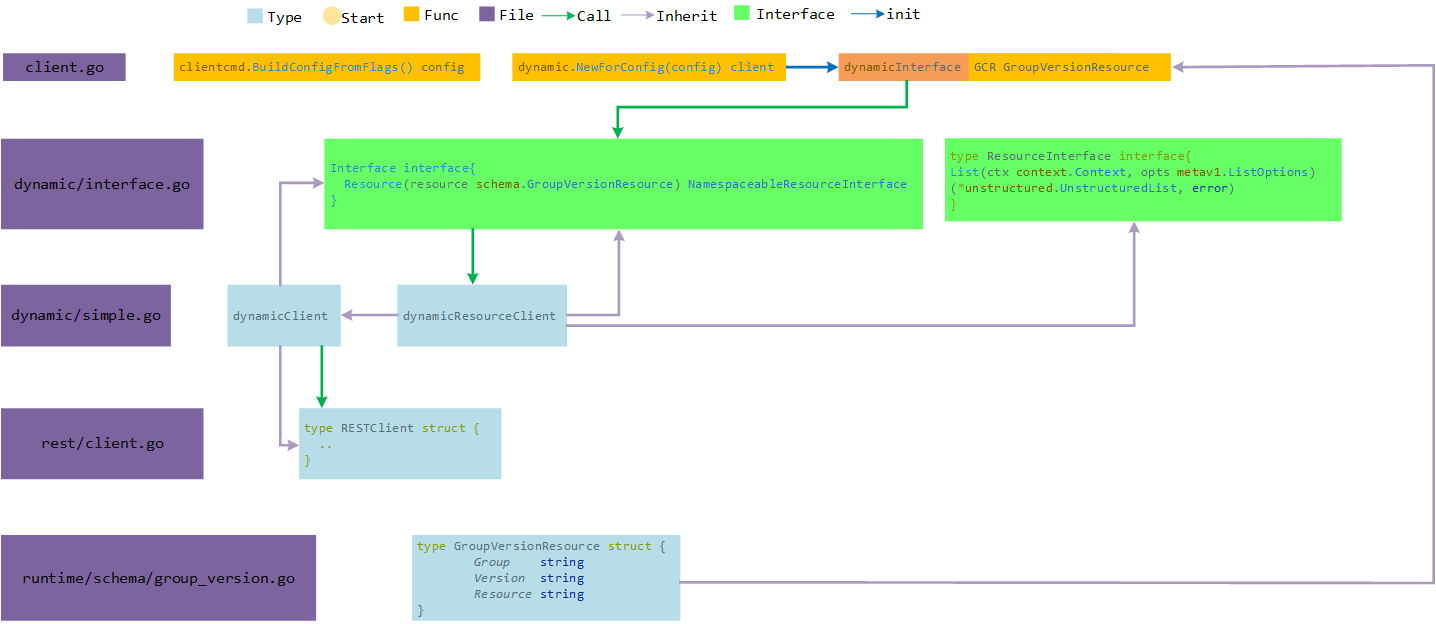 Type Start Func File Call Inherit Interface init
client.go
clientcmd.BuildConfigFromFlags() config
dynamic.NewForConfig(config) client
dynamicInterface GCR GroupVersionResource
dynamic/interface.go
Interface interface{
Resource(resource schema.GroupVersionResource) NamespaceableResourceInterface
}
type ResourceInterface interface{
List(ctx context.Context, opts metav1.ListOptions)
(*unstructured.UnstructuredList, error)
}
dynamic/simple.go
dynamicClient
dynamicResourceClient
rest/client.go
type RESTClient struct {
..
}
runtime/schema/group_version.go
type GroupVersionResource struct {
Group string
Version string
Resource string
}